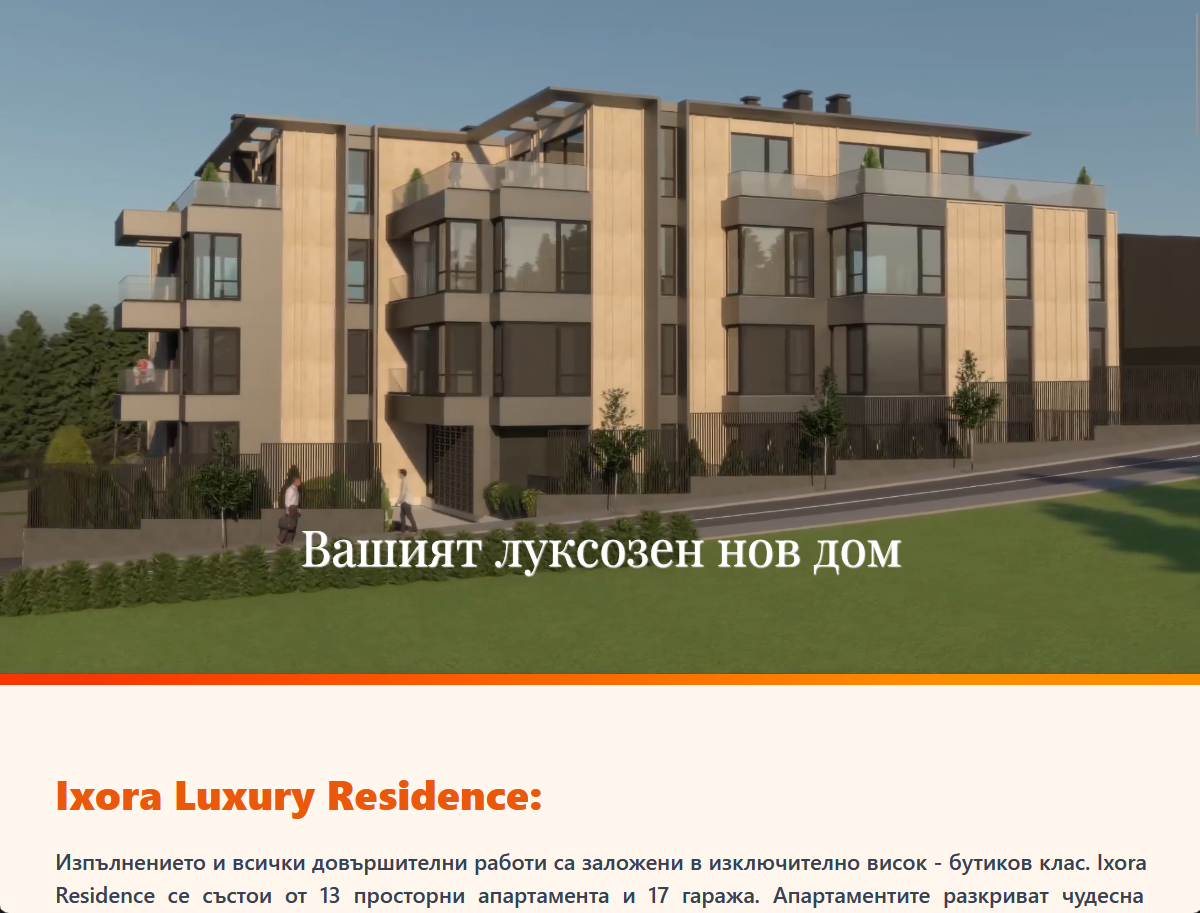 Вашият луксозен нов дом
Ixora Luxury Residence:
Изпълнението и всички довършителни работи са заложени в изключително висок - бутиков клас. Ixora
Residence се състои от 13 просторни апартамента и 17 гаража. Апартаментите разкриват чудесна